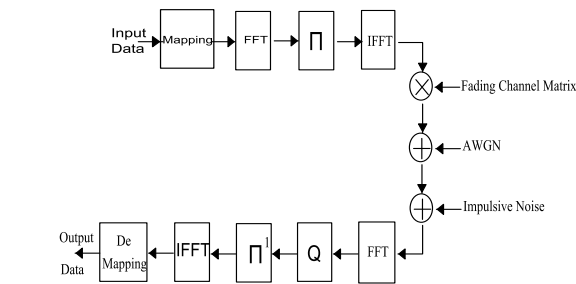 Input
Data
Mapping
FFT
Π
IFFT
Fading Channel Matrix
AWGN
Impulsive Noise
Output
Data
De
Mapping
IFFT
Π¹
Q
FFT